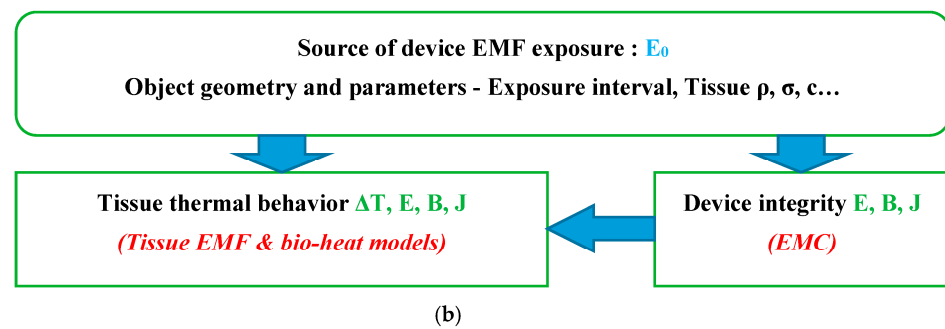 Source of device EMF exposure : E₀
Object geometry and parameters - Exposure interval, Tissue ρ, σ, c…
Tissue thermal behavior ΔT, E, B, J
(Tissue EMF & bio-heat models)
Device integrity E, B, J
(EMC)
(b)